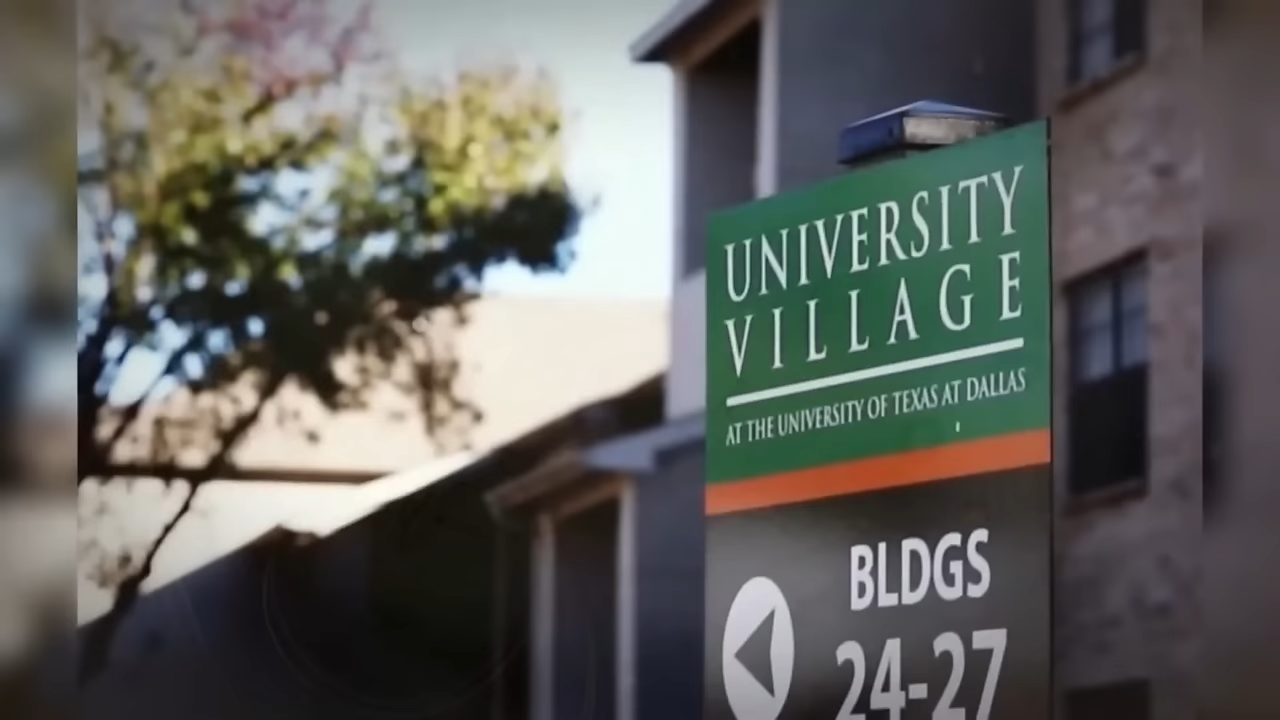 UNIVERSITY
VILLAGE
AT THE UNIVERSITY OF TEXAS AT DALLAS
BLDGS
24-27